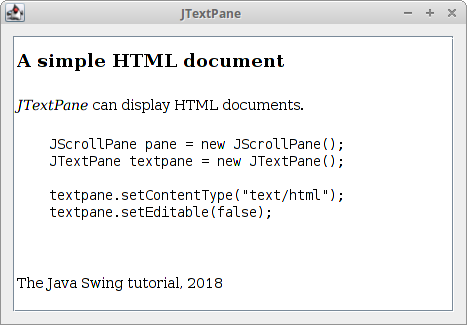 JTextPane
A simple HTML document
JTextPane can display HTML documents.
JScrollPane pane = new JScrollPane();
JTextPane textpane = new JTextPane();
textpane.setContentType("text/html");
textpane.setEditable(false);
The Java Swing tutorial, 2018